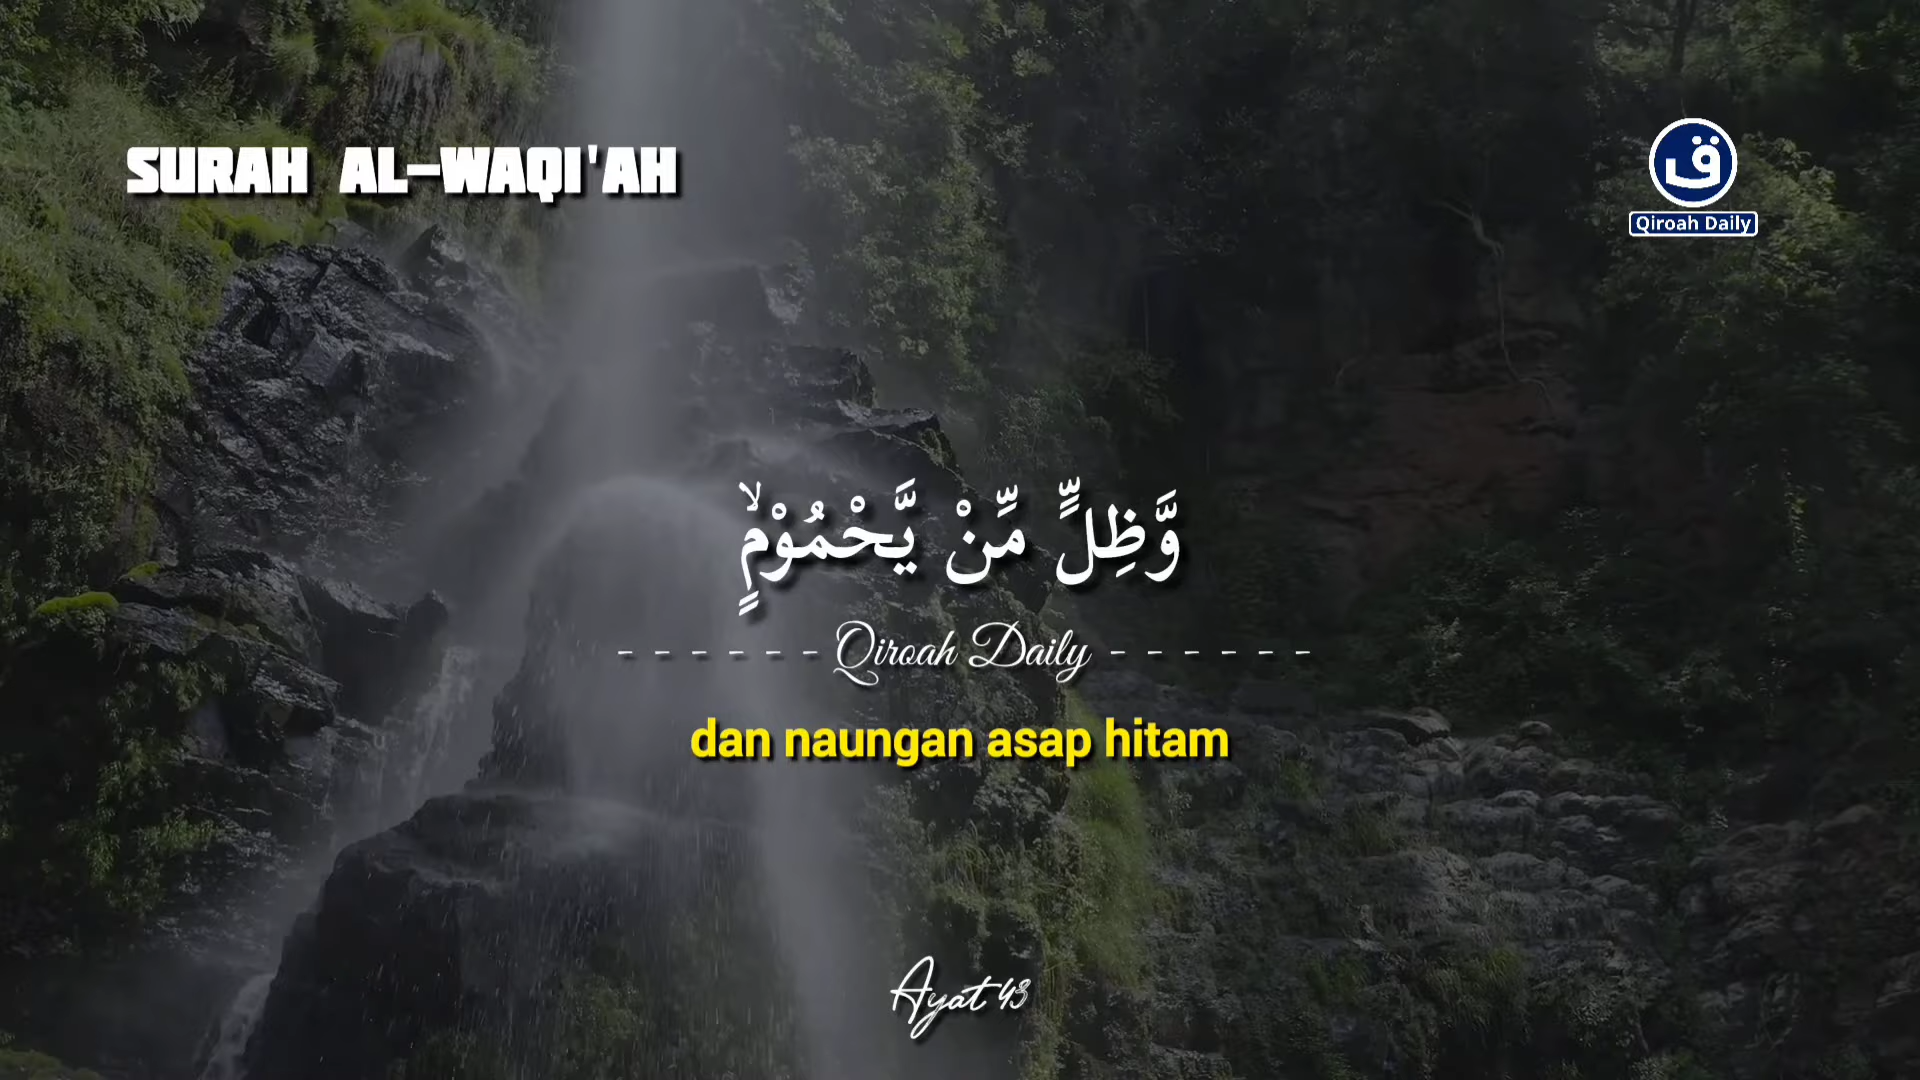 SURAH AL-WAQI'AH
ق
Qiroah Daily
وَّظِلٍّ مِّنْ يَّحْمُوْمٍۙ
- - - - - - Qiroah Daily - - - - - -
dan naungan asap hitam
Ayat 43